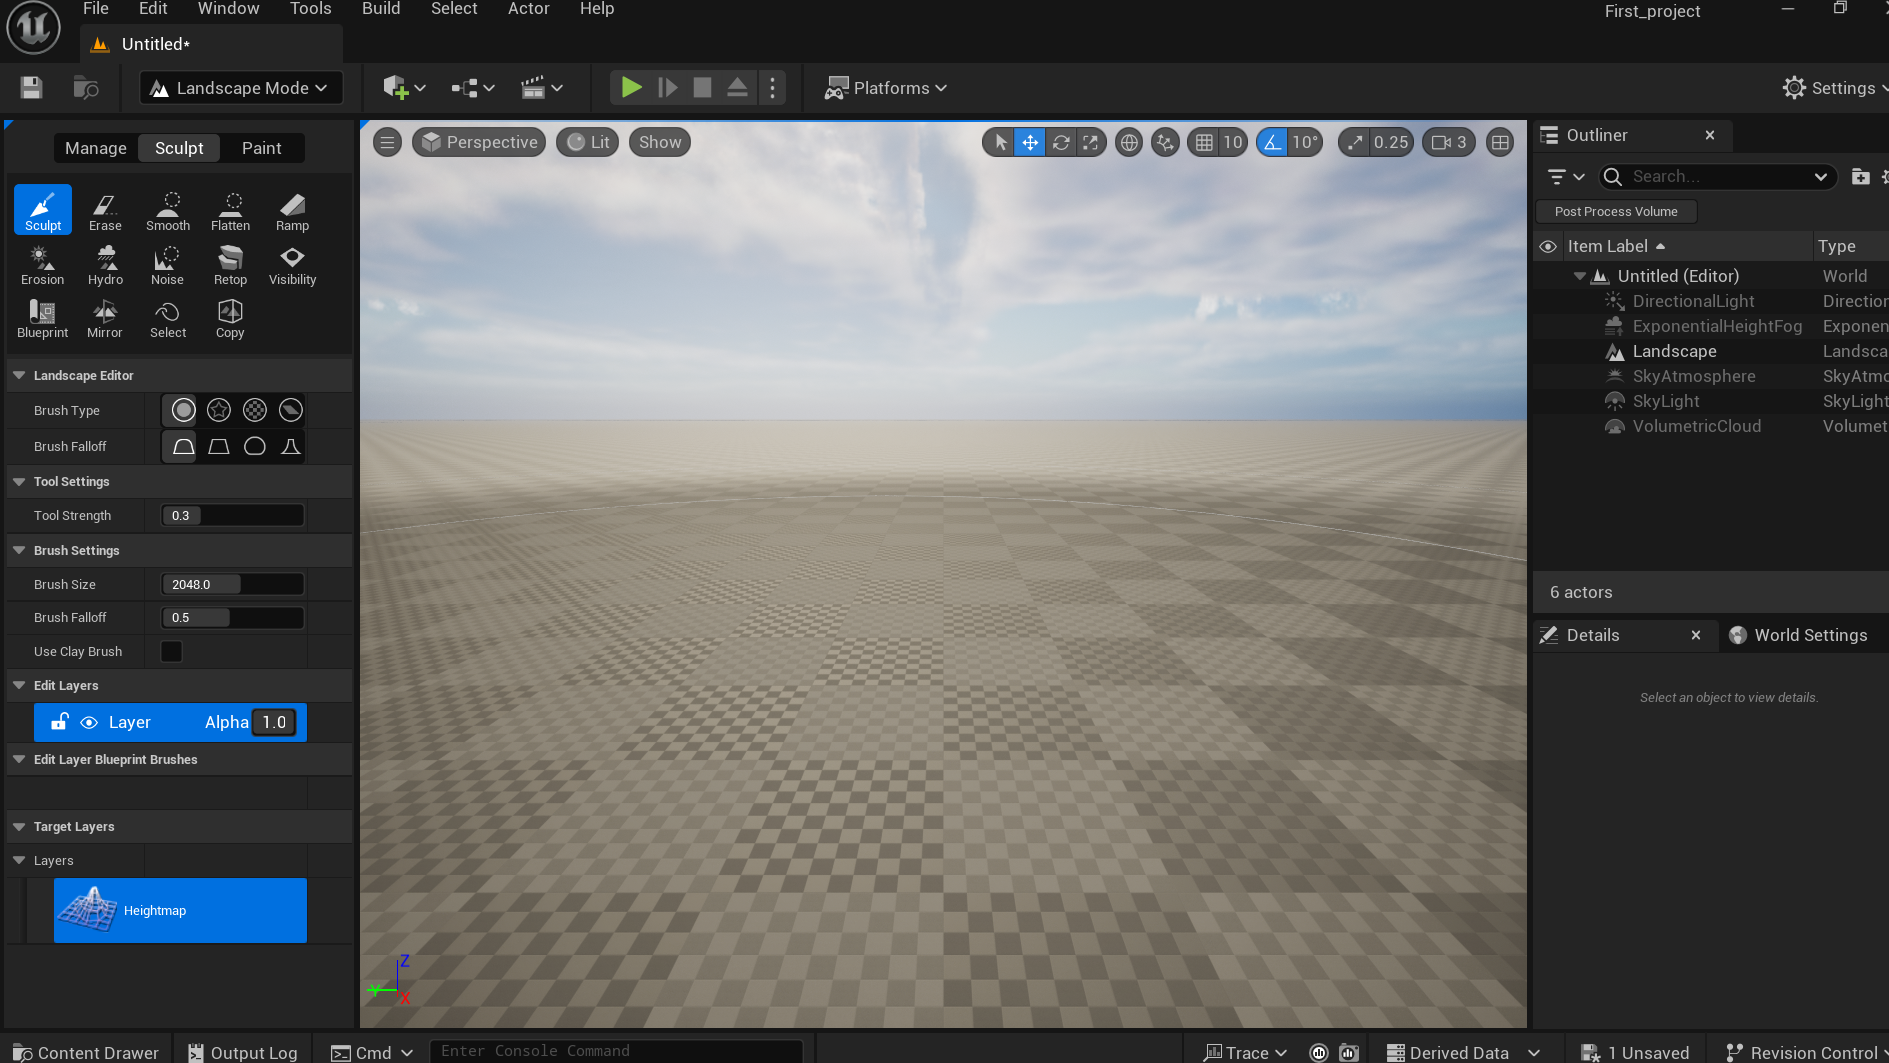 File Edit Window Tools Build Select Actor Help
First_project
Untitled*
Landscape Mode
Platforms
Settings
Manage Sculpt Paint
Perspective Lit Show
10 10° 0.25 3
Outliner
Search...
Sculpt Erase Smooth Flatten Ramp
Post Process Volume
Erosion Hydro Noise Retop Visibility
Item Label Type
Untitled (Editor) World
DirectionalLight Direction
Blueprint Mirror Select Copy
ExponentialHeightFog Exponen
Landscape Landsca
Landscape Editor
SkyAtmosphere SkyAtmo
Brush Type
SkyLight SkyLight
VolumetricCloud Volumet
Brush Falloff
Tool Settings
Tool Strength 0.3
Brush Settings
Brush Size 2048.0
6 actors
Brush Falloff 0.5
Details World Settings
Use Clay Brush
Edit Layers
Select an object to view details.
Layer Alpha 1.0
Edit Layer Blueprint Brushes
Target Layers
Layers
Heightmap
Z
Y
X
Content Drawer Output Log Cmd Enter Console Command Trace Derived Data 1 Unsaved Revision Control